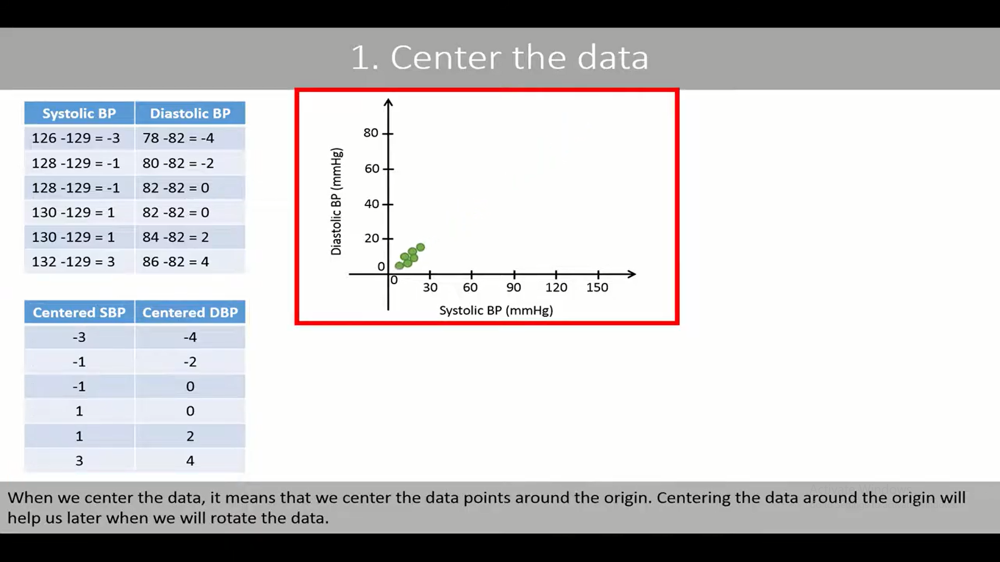 1. Center the data
Systolic BP Diastolic BP
126 -129 = -3 78 -82 = -4
128 -129 = -1 80 -82 = -2
128 -129 = -1 82 -82 = 0
130 -129 = 1 82 -82 = 0
130 -129 = 1 84 -82 = 2
132 -129 = 3 86 -82 = 4
Centered SBP Centered DBP
-3 -4
-1 -2
-1 0
1 0
1 2
3 4
Diastolic BP (mmHg)
80
60
40
20
0
0 30 60 90 120 150
Systolic BP (mmHg)
Activate Windows
When we center the data, it means that we center the data points around the origin. Centering the data around the origin will
help us later when we will rotate the data.